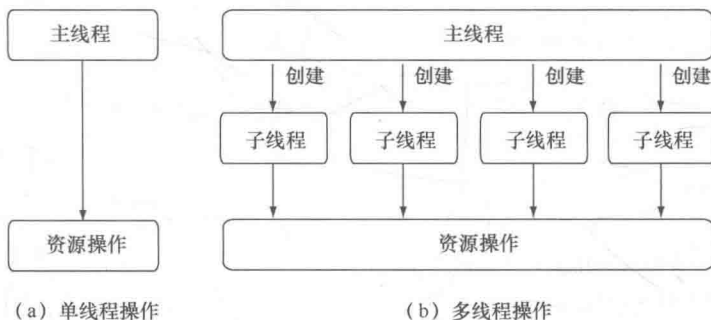 主线程
主线程
创建
创建
创建
创建
子线程
子线程
子线程
子线程
资源操作
资源操作
(a) 单线程操作
(b) 多线程操作